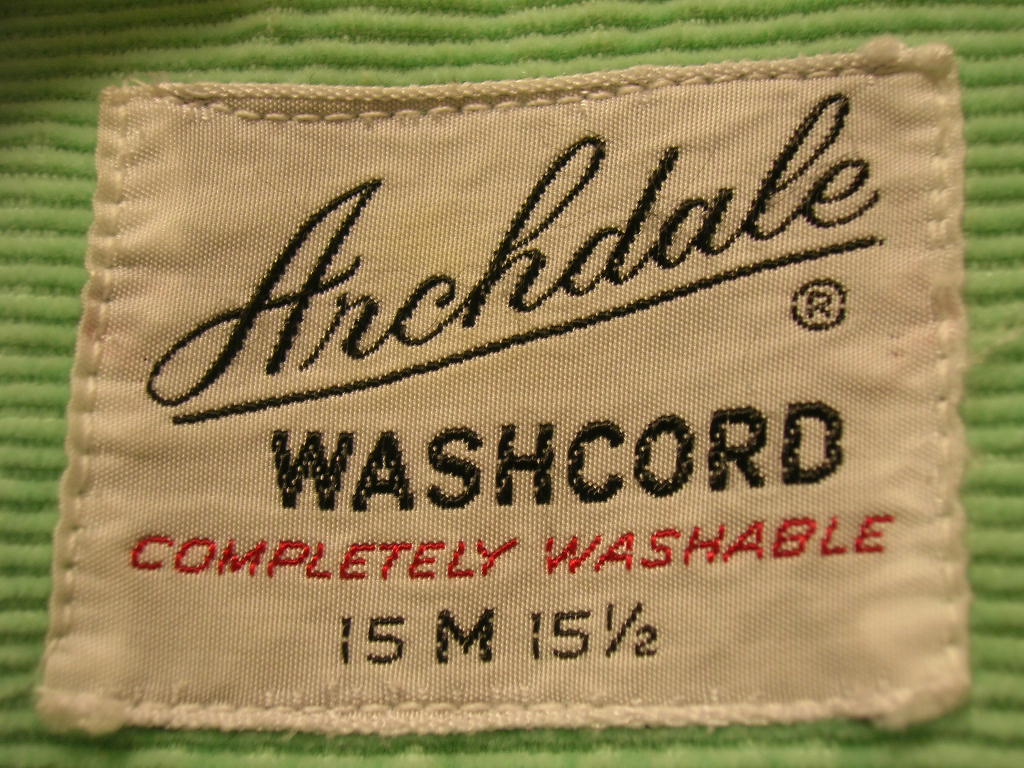 Archdale
®
WASHCORD
COMPLETELY WASHABLE
15 M 15½